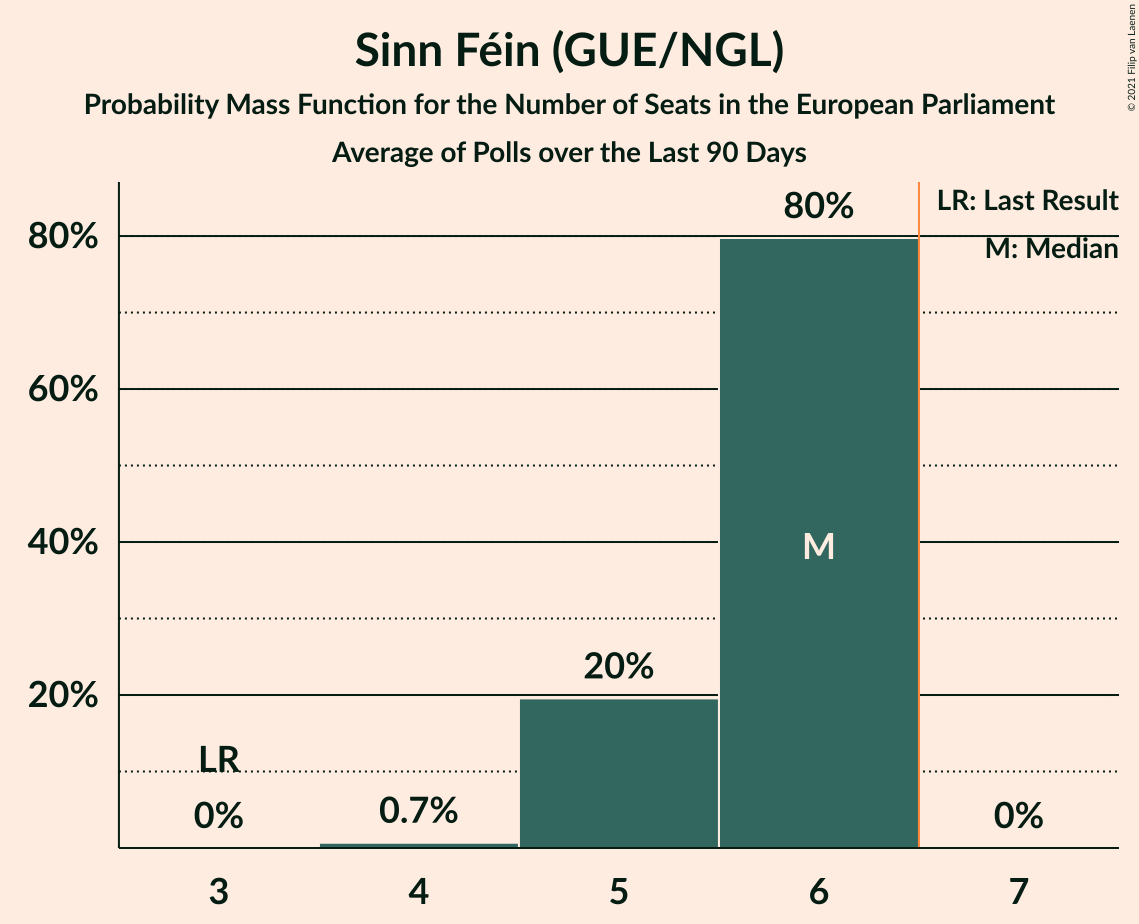 Sinn Féin (GUE/NGL)
Probability Mass Function for the Number of Seats in the European Parliament
Average of Polls over the Last 90 Days
© 2021 Filip van Laenen
LR: Last Result
M: Median
80%
80%
60%
40%
M
20%
20%
LR
0%
0.7%
0%
3 4 5 6 7